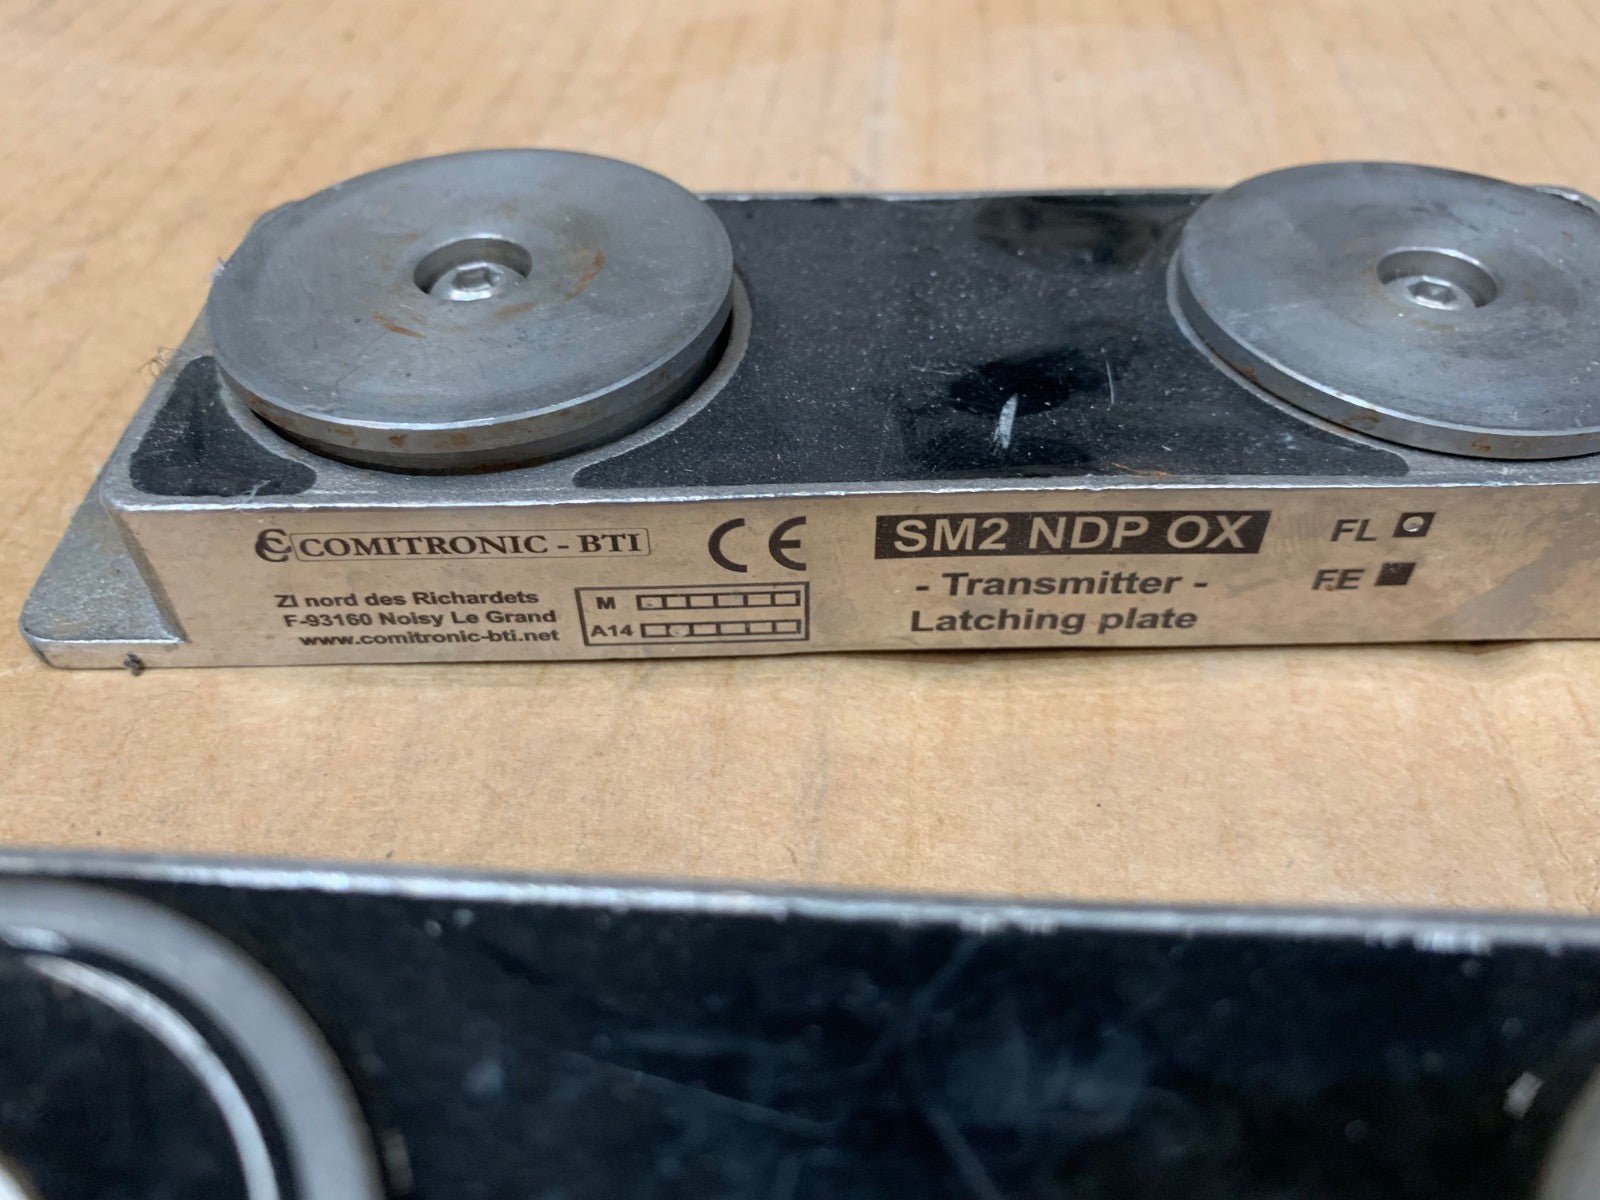 COMITRONIC - BTI
ZI nord des Richardets
F-93160 Noisy Le Grand
www.comitronic-bti.net
CE
M
A14
SM2 NDP OX
- Transmitter -
Latching plate
FL
FE